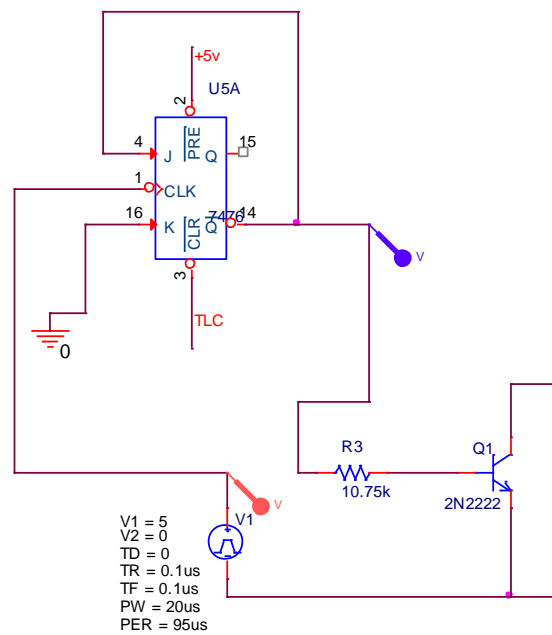 +5v
2
U5A
4
15
J
PRE
Q
1
CLK
16
K
CLR
Q
7476
14
V
3
TLC
0
R3
10.75k
Q1
2N2222
V
V1
V1 = 5
V2 = 0
TD = 0
TR = 0.1us
TF = 0.1us
PW = 20us
PER = 95us